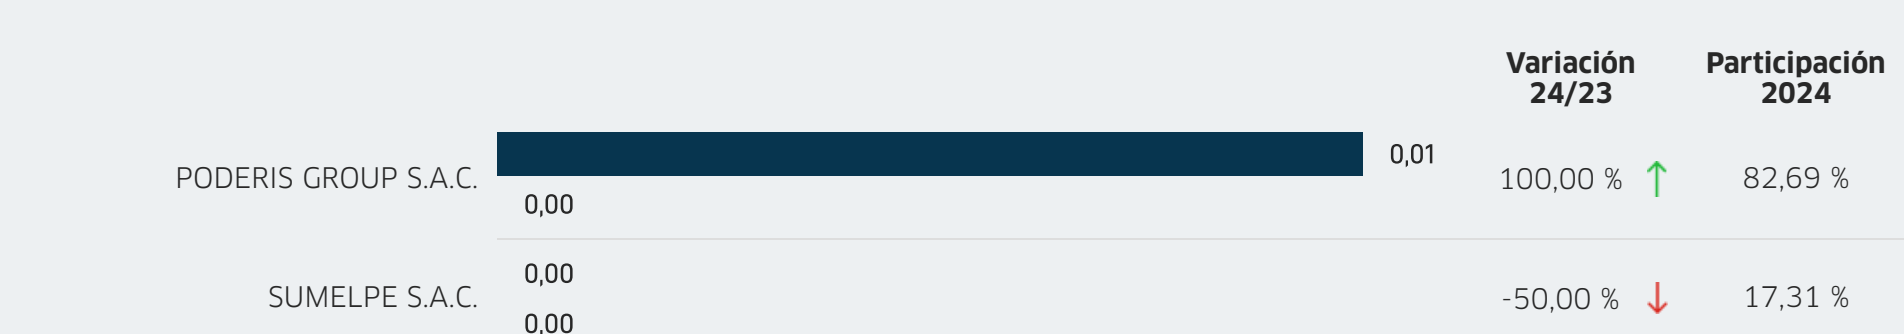 Variación Participación
24/23 2024
0,01
PODERIS GROUP S.A.C. 100,00 % ↑ 82,69 %
0,00
0,00
SUMELPE S.A.C. -50,00 % ↓ 17,31 %
0,00